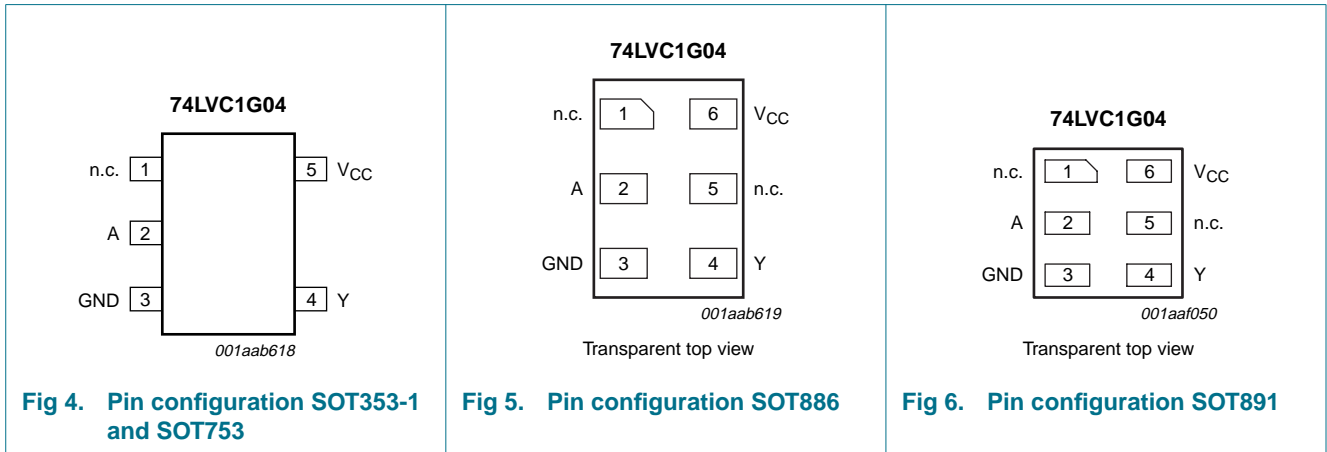 74LVC1G04
n.c. 1
5 VCC
A 2
GND 3
4 Y
001aab618
Fig 4. Pin configuration SOT353-1
and SOT753
74LVC1G04
n.c. 1
6 VCC
A 2
5 n.c.
GND 3
4 Y
001aab619
Transparent top view
Fig 5. Pin configuration SOT886
74LVC1G04
n.c. 1
6 VCC
A 2
5 n.c.
GND 3
4 Y
001aaf050
Transparent top view
Fig 6. Pin configuration SOT891